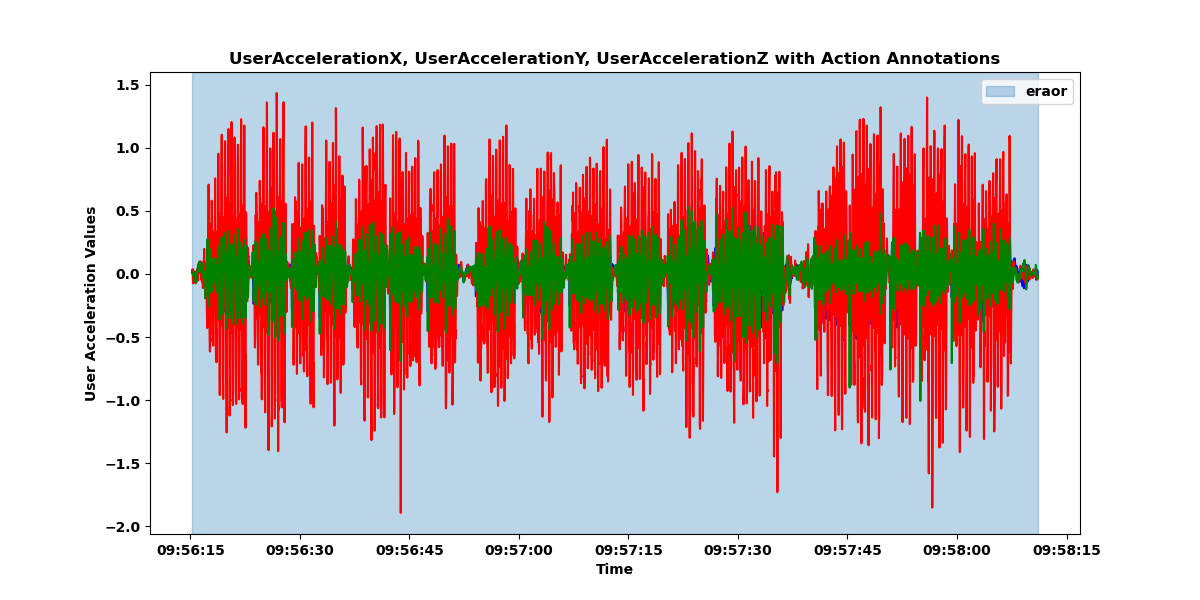 UserAccelerationX, UserAccelerationY, UserAccelerationZ with Action Annotations
eraor
User Acceleration Values
1.5
1.0
0.5
0.0
−0.5
−1.0
−1.5
−2.0
09:56:15 09:56:30 09:56:45 09:57:00 09:57:15 09:57:30 09:57:45 09:58:00 09:58:15
Time